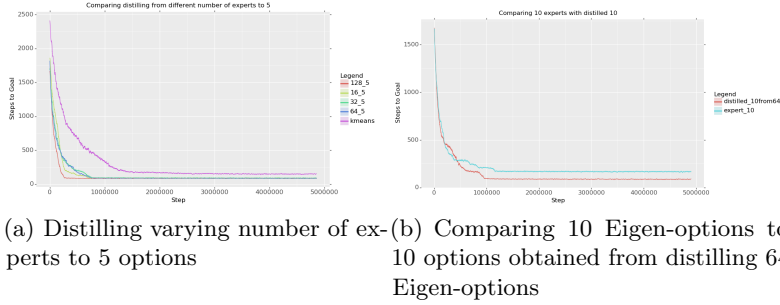 Comparing distilling from different number of experts to 5
2500
2000
1500
1000
500
0
Steps to Goal
0
1000000
2000000
3000000
4000000
5000000
Step
Legend
128_5
16_5
32_5
64_5
kmeans
Comparing 10 experts with distilled 10
1500
1000
500
0
Steps to Goal
0
1000000
2000000
3000000
4000000
5000000
Step
Legend
distilled_10from64
expert_10
(a) Distilling varying number of ex-
perts to 5 options
(b) Comparing 10 Eigen-options
10 options obtained from distilling
Eigen-options